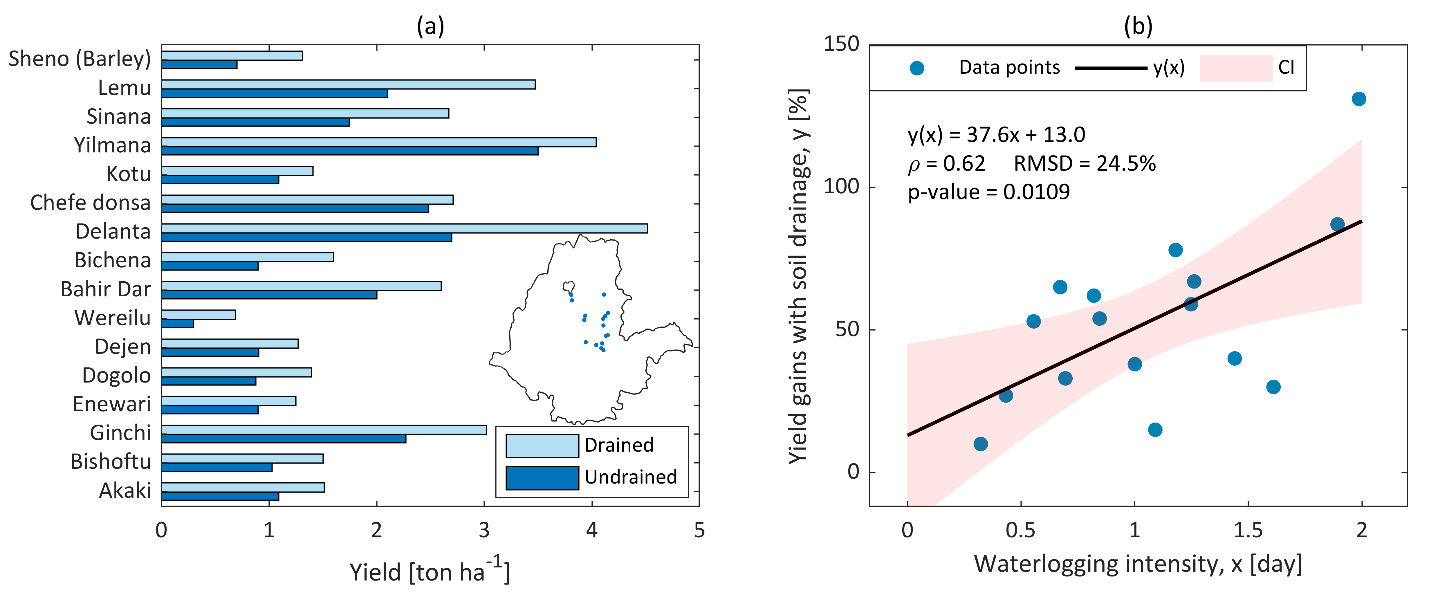 (a)
Sheno (Barley)
Lemu
Sinana
Yilmana
Kotu
Chefe donsa
Delanta
Bichena
Bahir Dar
Wereilu
Dejen
Dogolo
Enewari
Ginchi
Bishoftu
Akaki
Drained
Undrained
0 1 2 3 4 5
Yield [ton ha⁻¹]
(b)
Data points y(x) CI
y(x) = 37.6x + 13.0
ρ = 0.62 RMSD = 24.5%
p-value = 0.0109
150
100
50
0
Yield gains with soil drainage, y [%]
0 0.5 1 1.5 2
Waterlogging intensity, x [day]